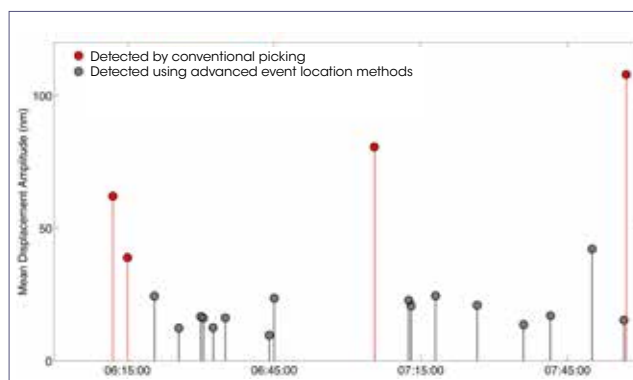 Detected by conventional picking
Detected using advanced event location methods
Mean Displacement Amplitude (nm)
100
50
0
06:15:00
06:45:00
07:15:00
07:45:00